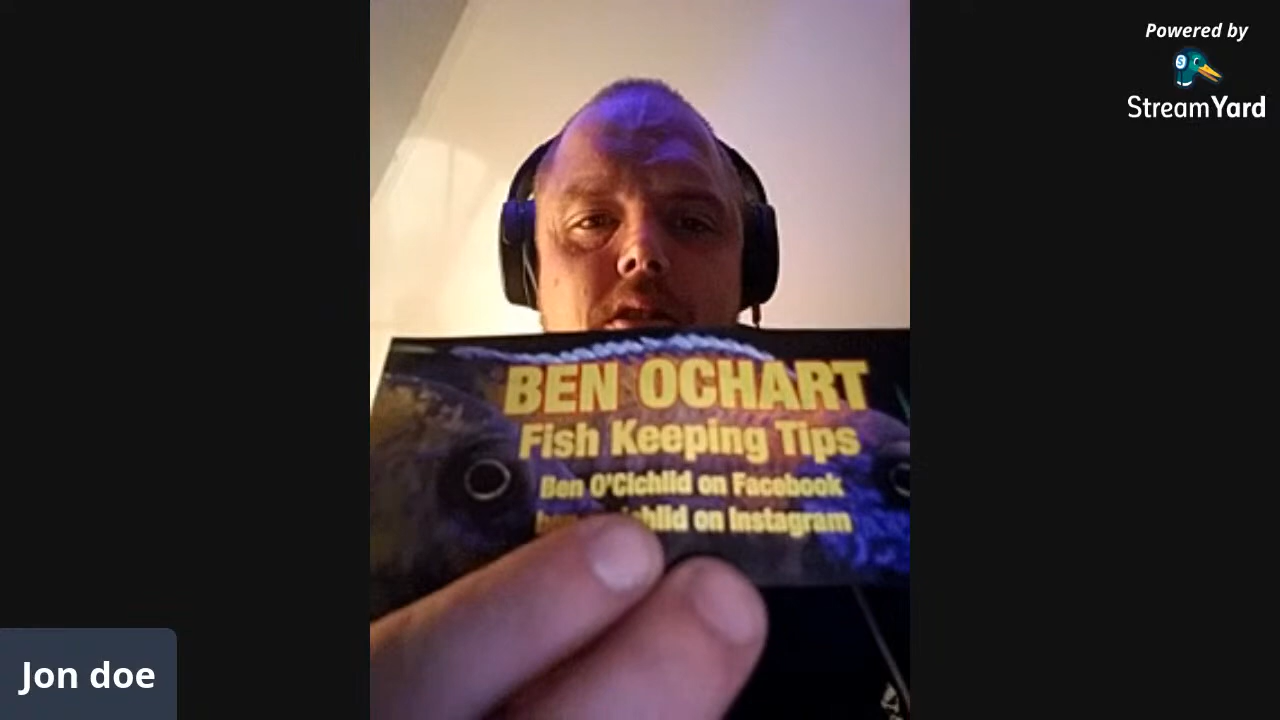 Powered by
StreamYard
BEN OCHART
Fish Keeping Tips
Ben O'Cichlid on Facebook
on Instagram
Jon doe